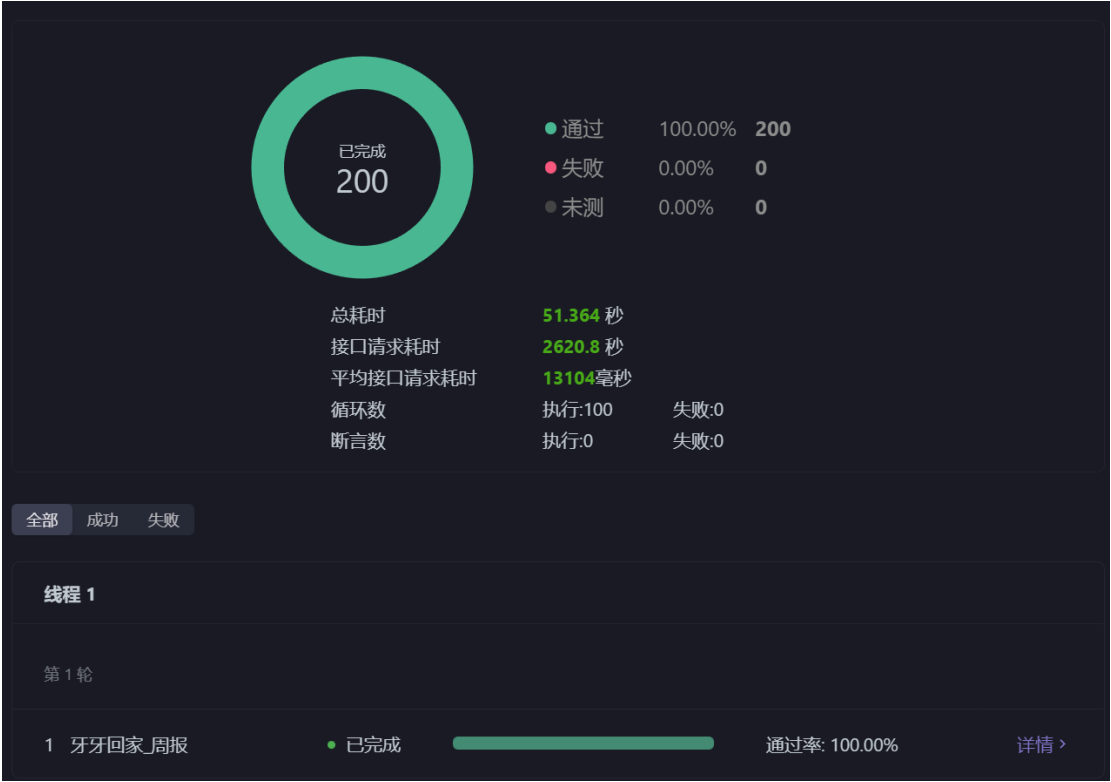 已完成
200
通过 100.00% 200
失败 0.00% 0
未测 0.00% 0
总耗时 51.364 秒
接口请求耗时 2620.8 秒
平均接口请求耗时 13104毫秒
循环数 执行:100 失败:0
断言数 执行:0 失败:0
全部 成功 失败
线程 1
第 1 轮
1 牙牙回家_周报 已完成 通过率: 100.00% 详情